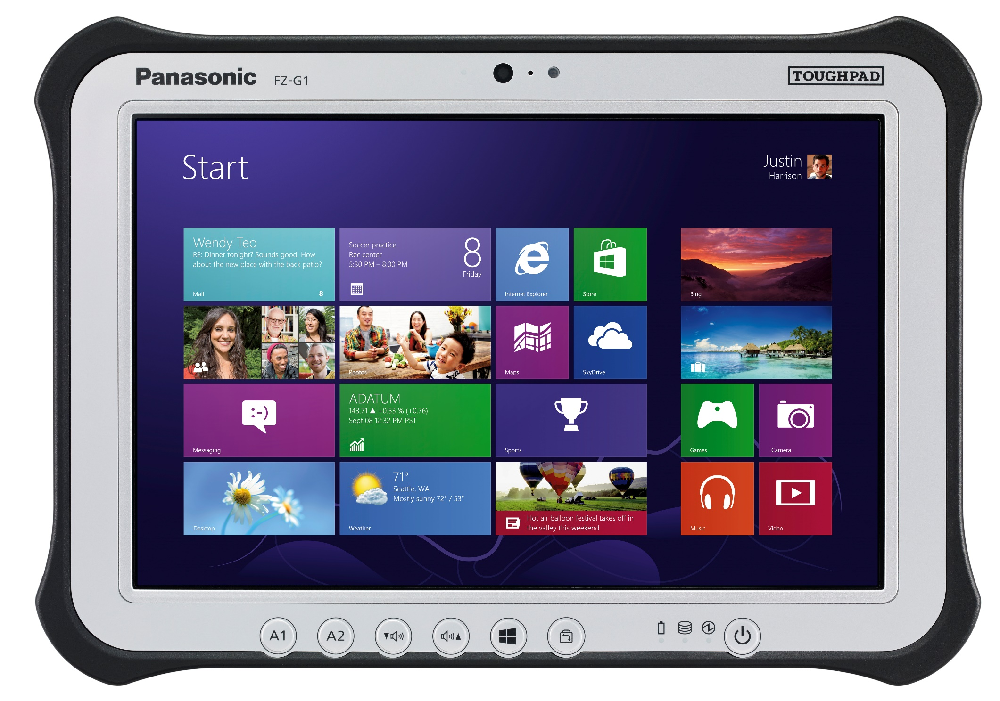 Panasonic FZ-G1
TOUGHPAD
Start
Justin
Harrison
Wendy Teo
RE: Dinner tonight? Sounds good. How
about the new place with the back patio?
Mail 8
Soccer practice
Rec center
5:30 PM – 8:00 PM
8
Friday
Internet Explorer
Store
Bing
Photos
Maps
SkyDrive
Messaging
ADATUM
143.71 ▲ +0.53 % (+0.76)
Sept 08 12:32 PM PST
Sports
Games
Camera
Desktop
71°
Seattle, WA
Mostly sunny 72° / 53°
Weather
Hot air balloon festival takes off in
the valley this weekend
Music
Video
A1
A2